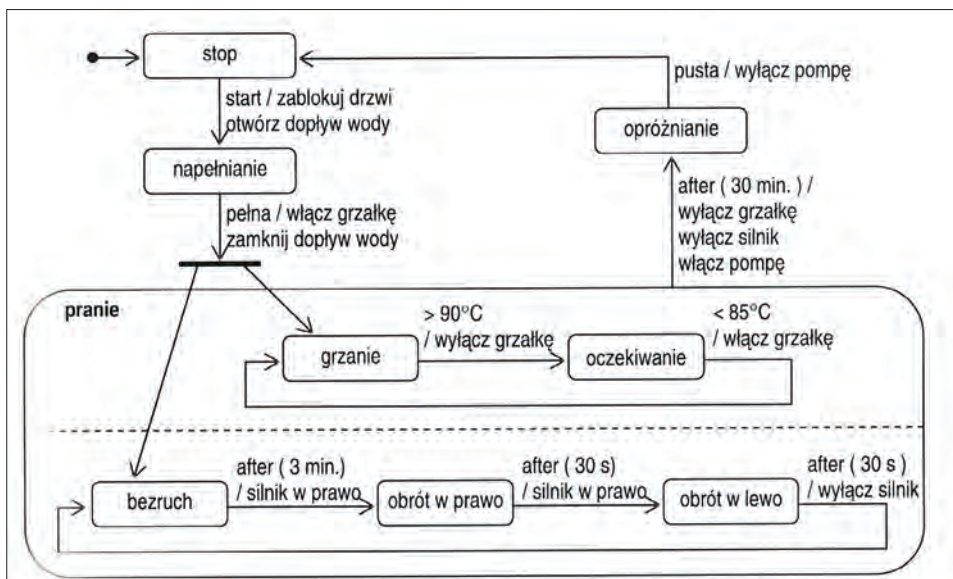 stop
start / zablokuj drzwi
otwórz dopływ wody
napełnianie
pełna / włącz grzałkę
zamknij dopływ wody
pusta / wyłącz pompę
opróżnianie
after ( 30 min. ) /
wyłącz grzałkę
wyłącz silnik
włącz pompę
pranie
grzanie
> 90°C
/ wyłącz grzałkę
oczekiwanie
< 85°C
/ włącz grzałkę
bezruch
after ( 3 min.)
/ silnik w prawo
obrót w prawo
after ( 30 s)
/ silnik w prawo
obrót w lewo
after ( 30 s )
/ wyłącz silnik